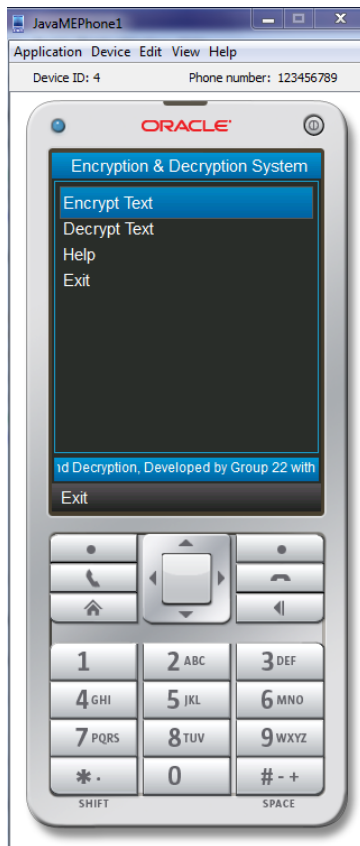 JavaMEPhone1
Application Device Edit View Help
Device ID: 4 Phone number: 123456789
ORACLE
Encryption & Decryption System
Encrypt Text
Decrypt Text
Help
Exit
nd Decryption, Developed by Group 22 with
Exit
1 2 ABC 3 DEF
4 GHI 5 JKL 6 MNO
7 PQRS 8 TUV 9 WXYZ
* . 0 # - +
SHIFT SPACE